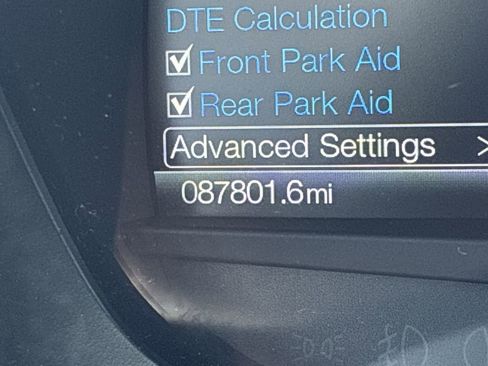 DTE Calculation
Front Park Aid
Rear Park Aid
Advanced Settings >
087801.6mi